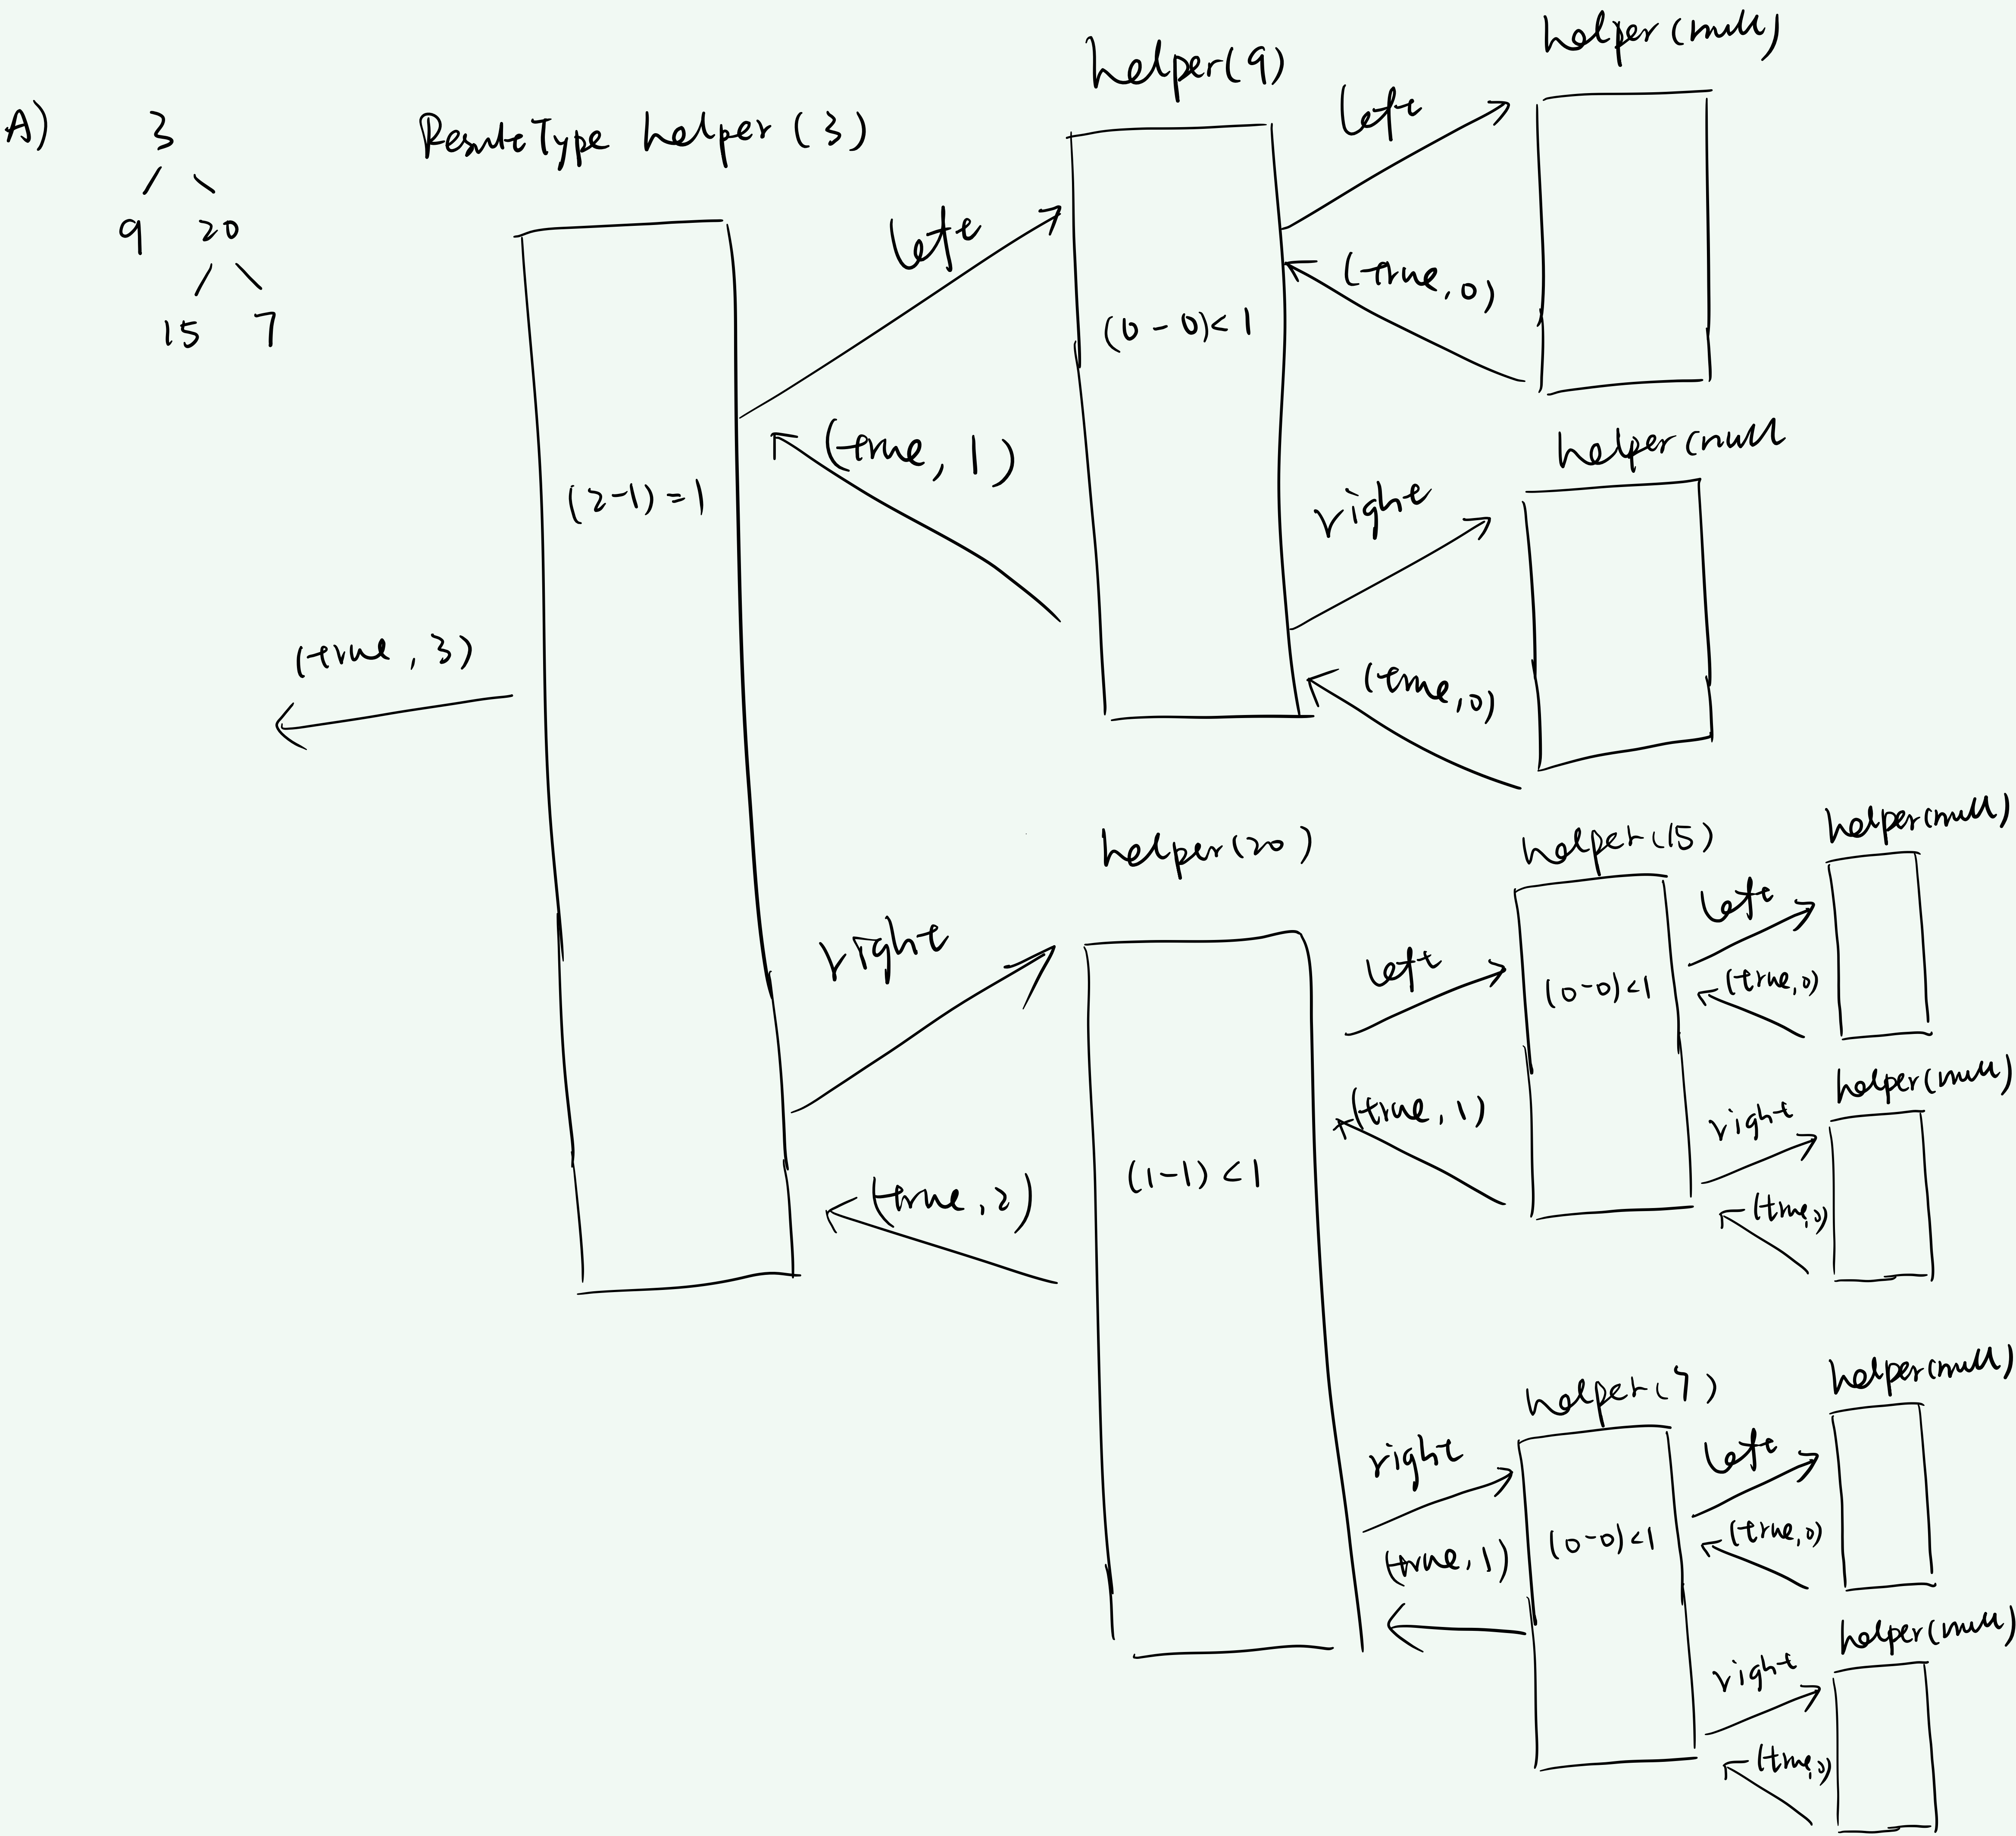 A)
3
9 20
15 7
ResultType helper (3)
(2-1)=1
(true, 3)
left
(true, 1)
right
(true, 2)
helper(9)
(0-0)<1
left
(true, 0)
right
(true, 0)
helper(null)
helper(null
helper(20)
(1-1)<1
left
(true, 1)
right
(true, 1)
helper(15)
(0-0)<1
left
(true, 0)
right
(true, 0)
helper(null)
helper(null)
helper(7)
(0-0)<1
left
(true, 0)
right
(true, 0)
helper(null)
helper(null)